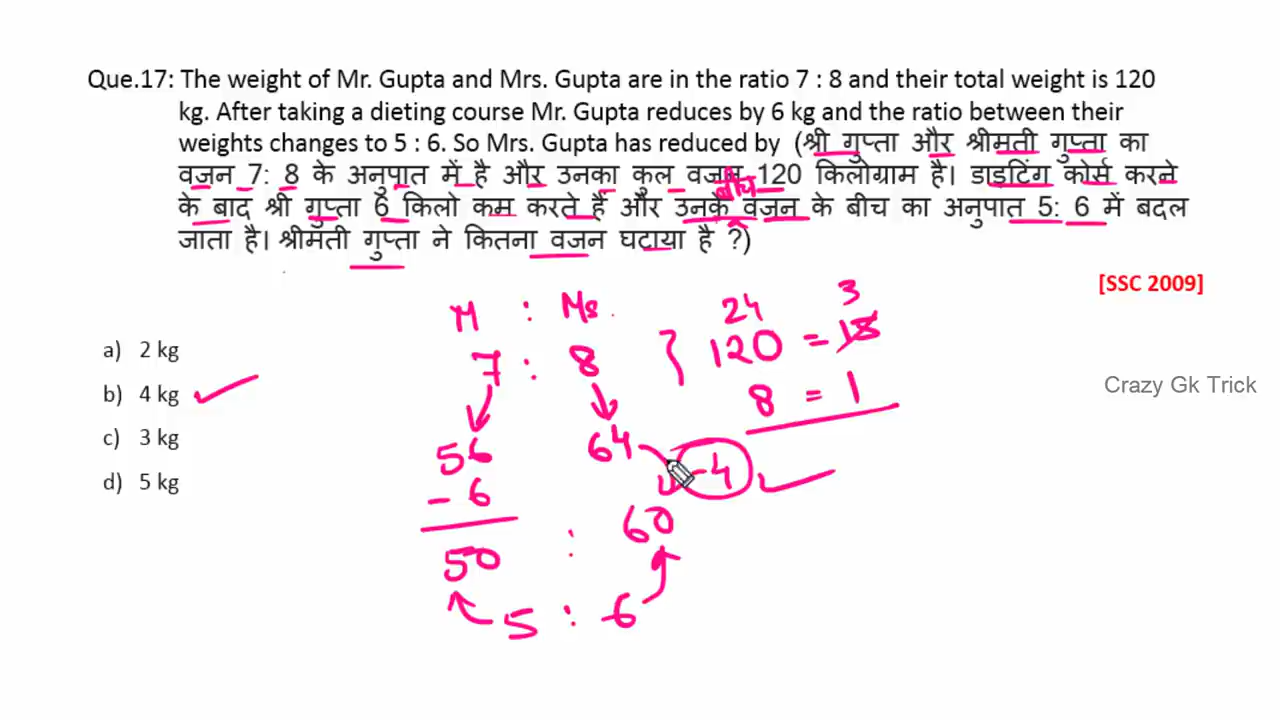 Que.17: The weight of Mr. Gupta and Mrs. Gupta are in the ratio 7 : 8 and their total weight is 120
kg. After taking a dieting course Mr. Gupta reduces by 6 kg and the ratio between their
weights changes to 5 : 6. So Mrs. Gupta has reduced by (श्री गुप्ता और श्रीमती गुप्ता का
वजन 7: 8 के अनुपात में है और उनका कुल वजन 120 किलोग्राम है। डाइटिंग कोर्स करने
बीच
के बाद श्री गुप्ता 6 किलो कम करते हैं और उनके वजन के बीच का अनुपात 5: 6 में बदल
जाता है। श्रीमती गुप्ता ने कितना वजन घटाया है ?)
[SSC 2009]
M : Ms.
24 3
7 : 8 } 120 = 15
a) 2 kg
8 = 1
Crazy Gk Trick
b) 4 kg
56 64
c) 3 kg
-4
d) 5 kg
- 6
50 : 60
5 : 6